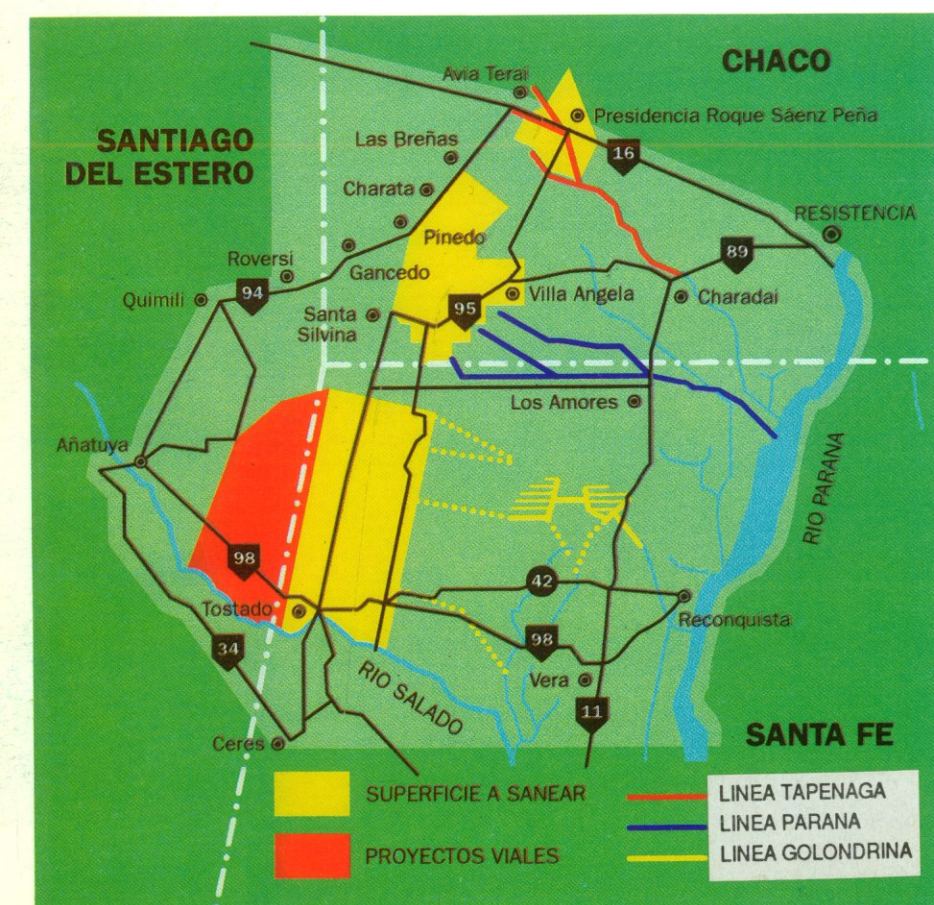 CHACO
Avia Terai
Presidencia Roque Sáenz Peña
SANTIAGO
DEL ESTERO
Las Breñas
16
Charata
RESISTENCIA
Pinedo
89
Roversi
Gancedo
Quimili
94
Villa Angela
Charadai
Santa
Silvina
95
Los Amores
Añatuya
RIO PARANA
98
42
Tostado
Reconquista
34
98
RIO SALADO
Vera
11
Ceres
SANTA FE
SUPERFICIE A SANEAR
PROYECTOS VIALES
LINEA TAPENAGA
LINEA PARANA
LINEA GOLONDRINA